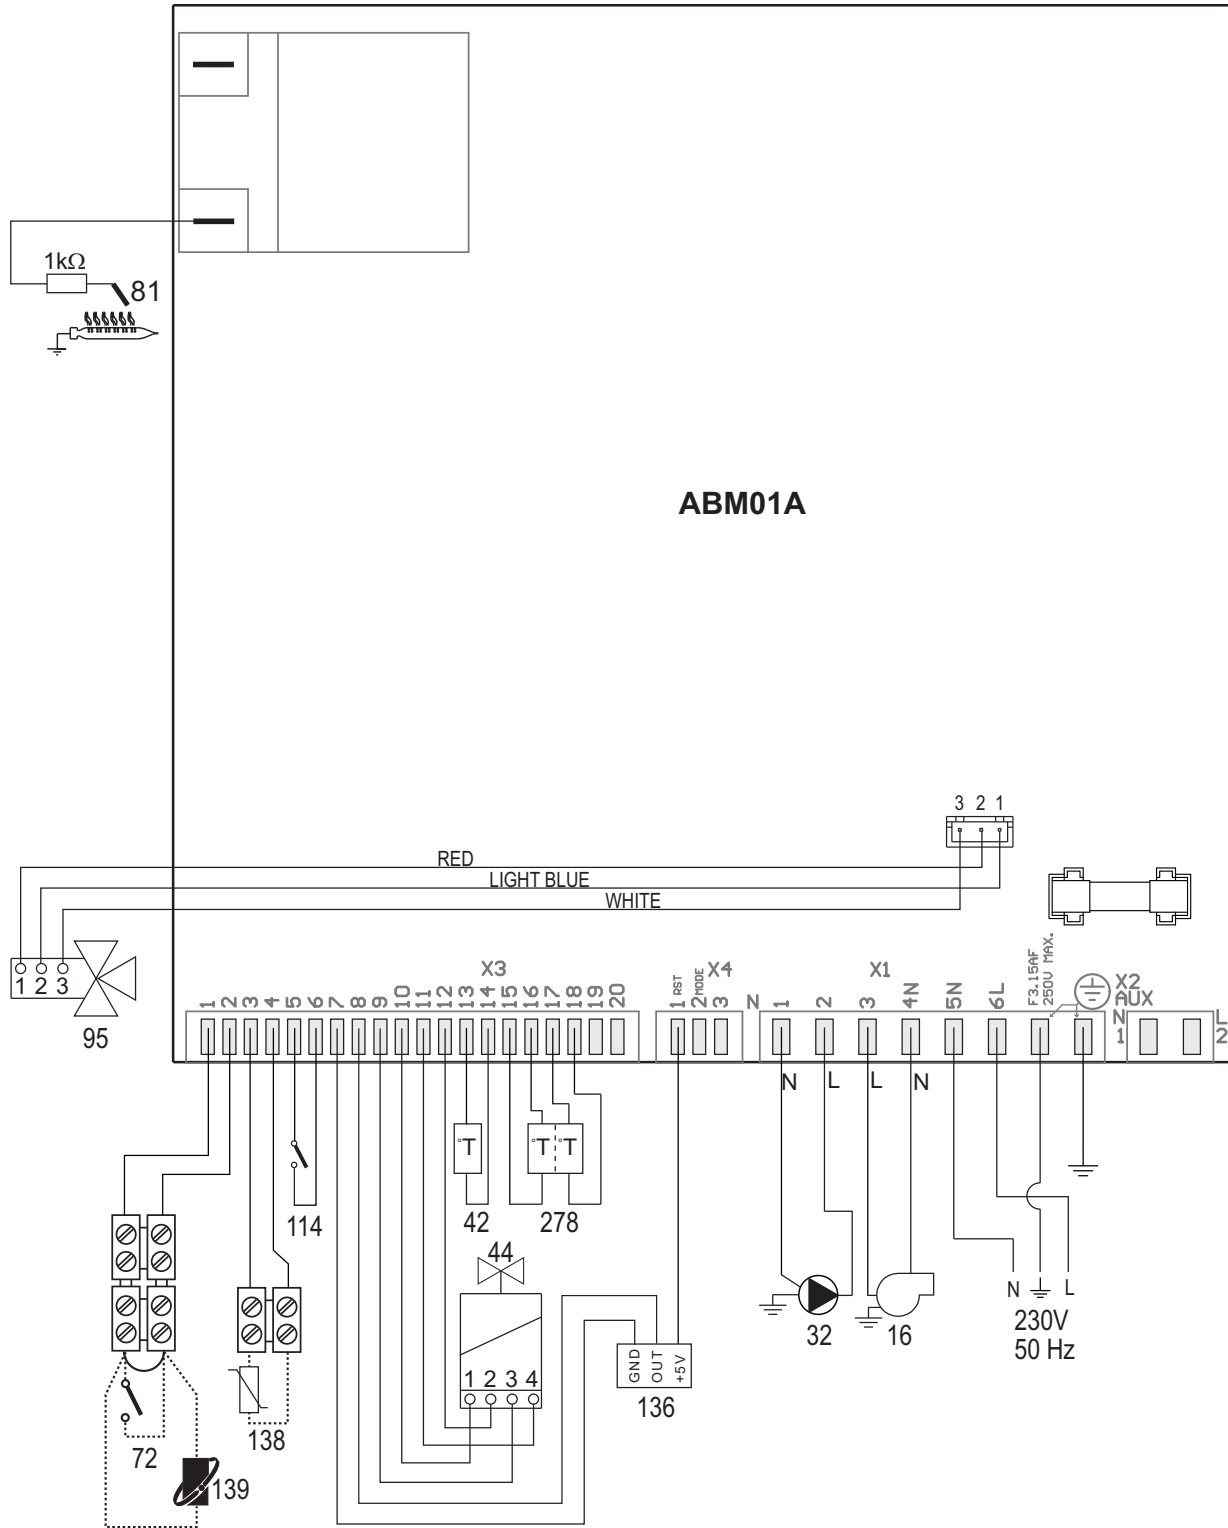 1kΩ
81
ABM01A
3 2 1
RED
LIGHT BLUE
WHITE
1 2 3
95
X3
1 2 3 4 5 6 7 8 9 10 11 12 13 14 15 16 17 18 19 20
X4
1 RST
2 MODE
3
X1
N 1 2 3 4N 5N 6L
F3.15AF
250V MAX.
X2
AUX
N
1
L
2
N L L N
°T
°T °T
114
42
278
44
N L
230V
50 Hz
32
16
1 2 3 4
GND
OUT
+5V
136
72
138
139